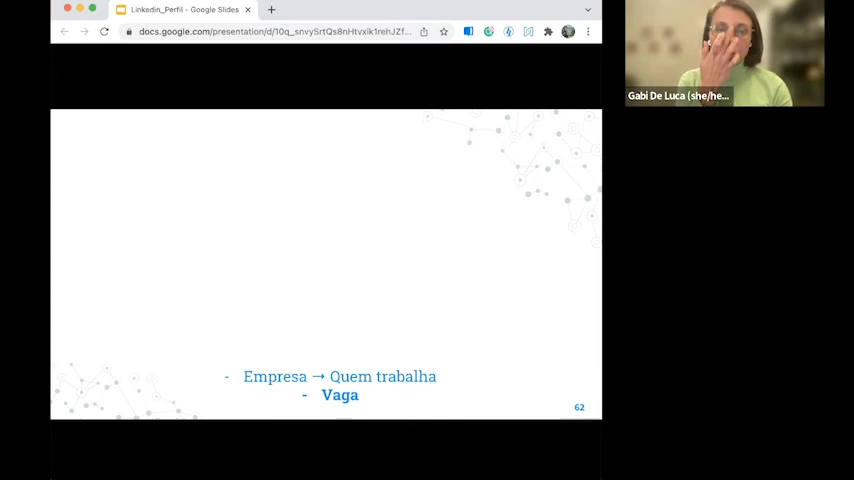 Linkedin_Perfil - Google Slides
docs.google.com/presentation/d/10q_snvySrtQs8nHtvxik1rehJZf...
Gabi De Luca (she/he...
- Empresa → Quem trabalha
- Vaga
62